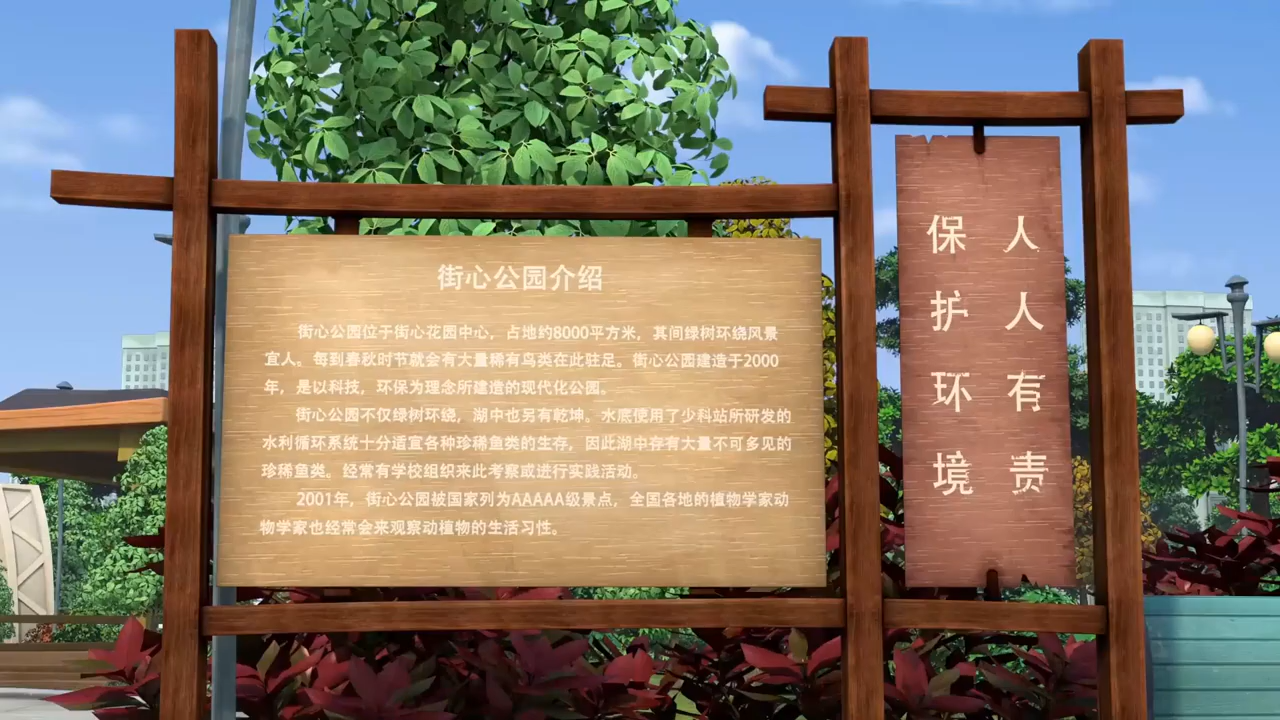 街心公园介绍
街心公园位于街心花园中心，占地约8000平方米，其间绿树环绕风景
宜人。每到春秋时节就会有大量稀有鸟类在此驻足。街心公园建造于2000
年，是以科技，环保为理念所建造的现代化公园。
街心公园不仅绿树环绕，湖中也另有乾坤。水底使用了少科站所研发的
水利循环系统十分适宜各种珍稀鱼类的生存，因此湖中存有大量不可多见的
珍稀鱼类。经常有学校组织来此考察或进行实践活动。
2001年，街心公园被国家列为AAAAA级景点，全国各地的植物学家动
物学家也经常会来观察动植物的生活习性。
人人有责
保护环境